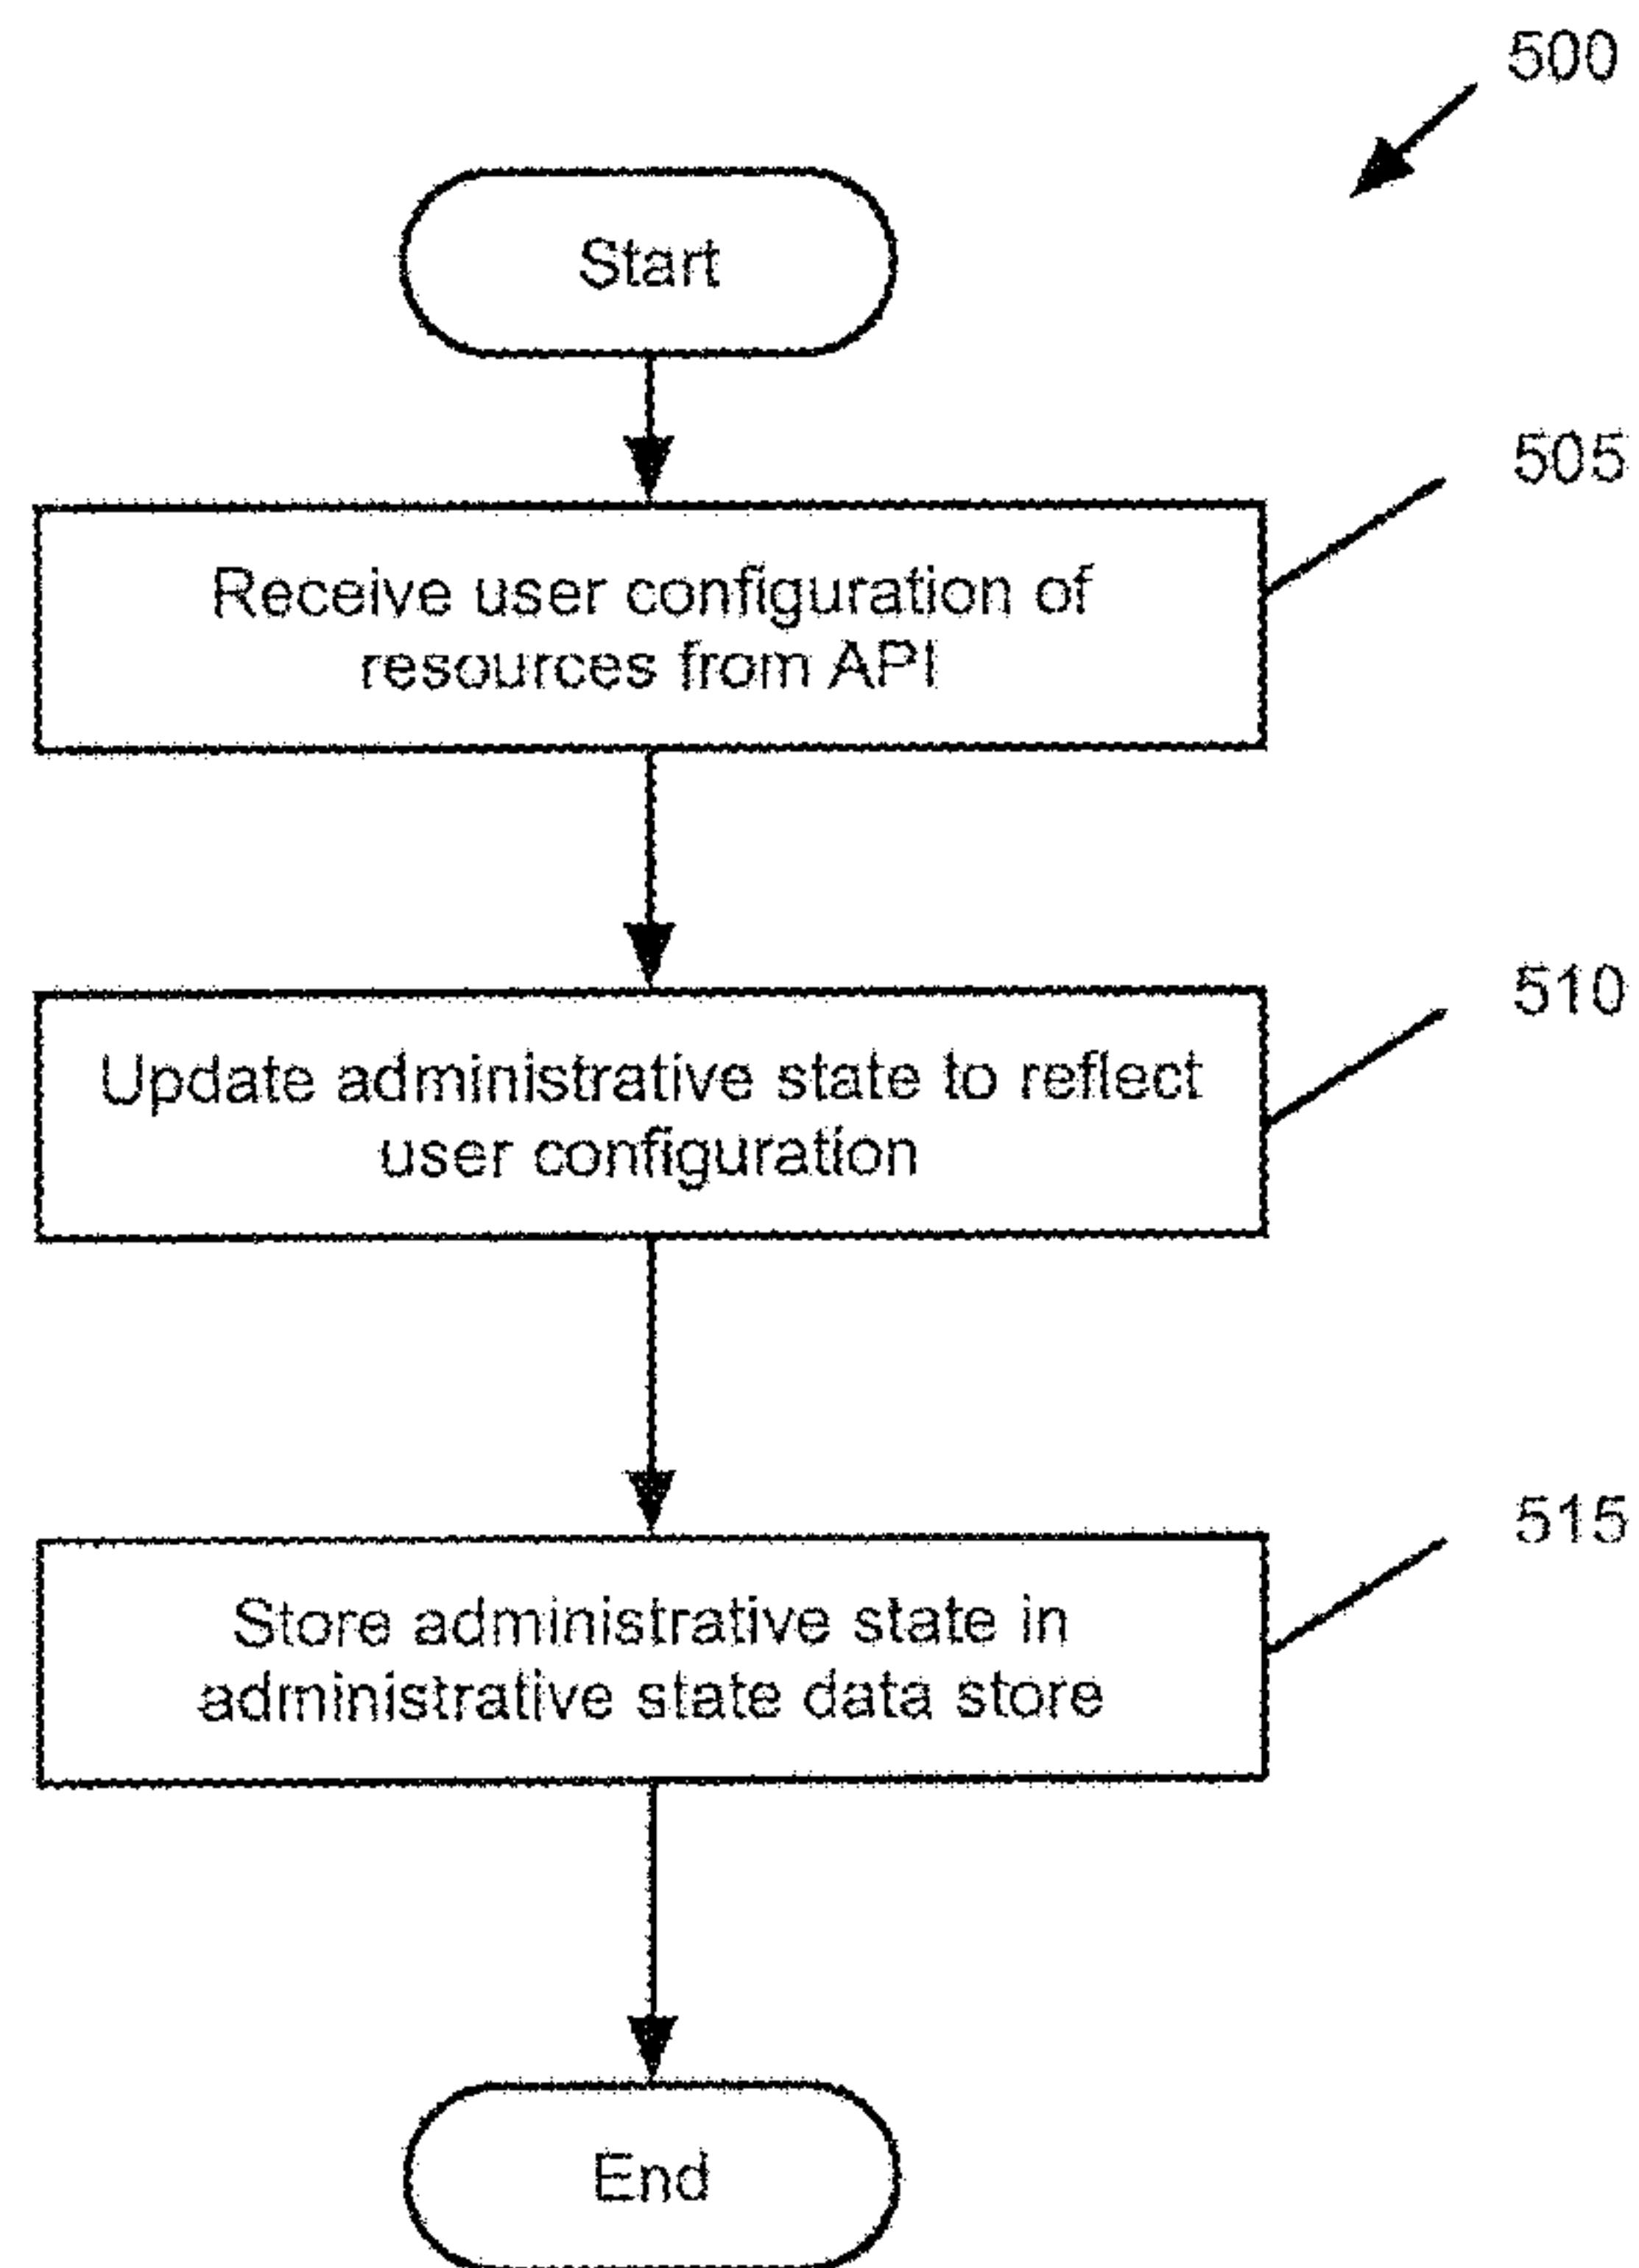 500
Start
505
Receive user configuration of
resources from API
510
Update administrative state to reflect
user configuration
515
Store administrative state in
administrative state data store
End